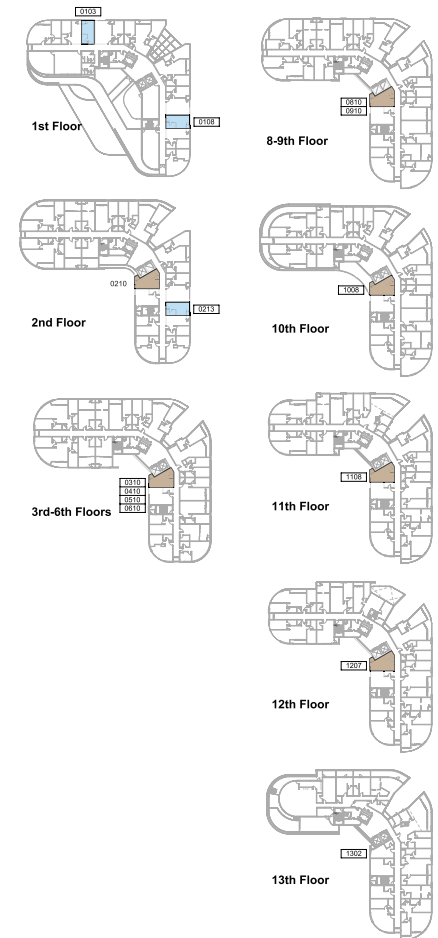 0103
0108
1st Floor
0210
0213
2nd Floor
0310
0410
0510
0610
3rd-6th Floors
0810
0910
8-9th Floor
1008
10th Floor
1108
11th Floor
1207
12th Floor
1302
13th Floor